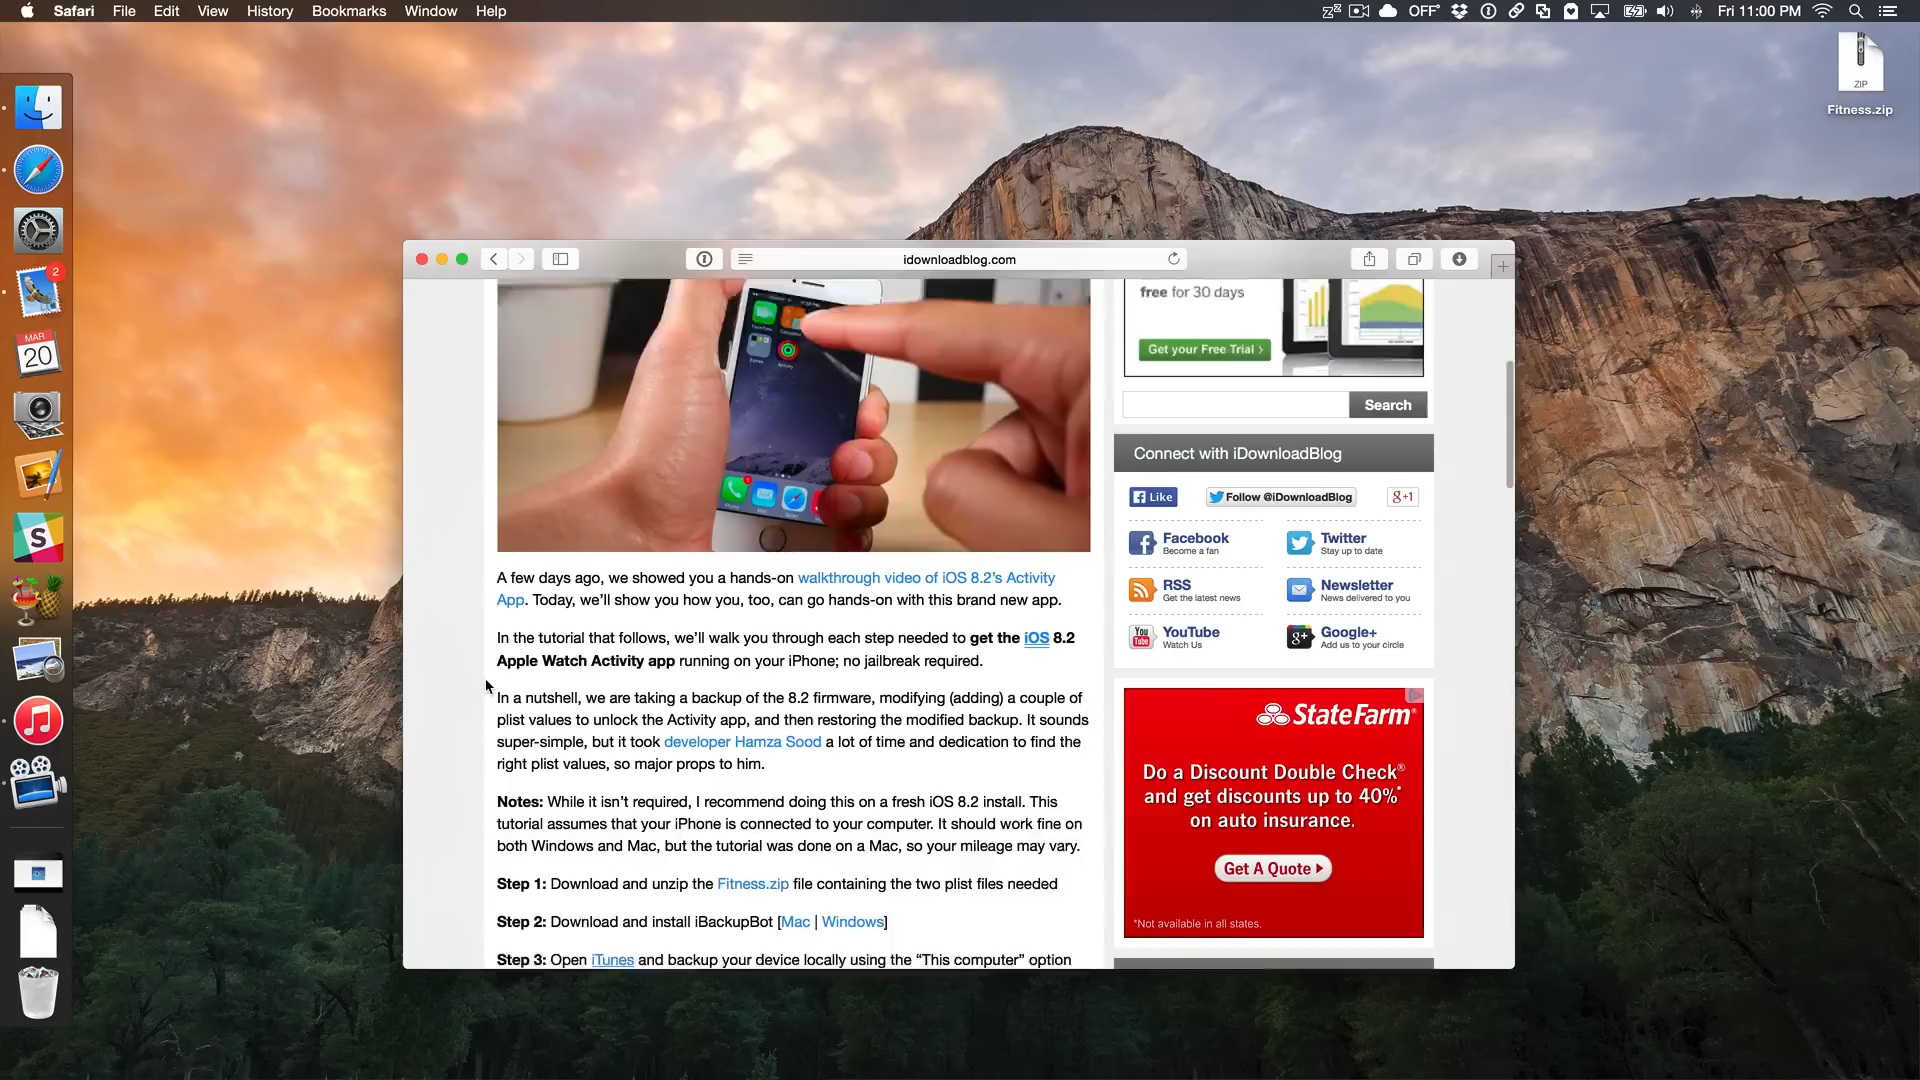 Safari File Edit View History Bookmarks Window Help
OFF° Fri 11:00 PM
ZIP
Fitness.zip
2
MAR
20
S
idownloadblog.com
free for 30 days
Get your Free Trial ›
Search
Connect with iDownloadBlog
Like Follow @iDownloadBlog g+1
Facebook
Become a fan
Twitter
Stay up to date
RSS
Get the latest news
Newsletter
News delivered to you
YouTube
Watch Us
Google+
Add us to your circle
A few days ago, we showed you a hands-on walkthrough video of iOS 8.2’s Activity
App. Today, we’ll show you how you, too, can go hands-on with this brand new app.
In the tutorial that follows, we’ll walk you through each step needed to get the iOS 8.2
Apple Watch Activity app running on your iPhone; no jailbreak required.
In a nutshell, we are taking a backup of the 8.2 firmware, modifying (adding) a couple of
plist values to unlock the Activity app, and then restoring the modified backup. It sounds
super-simple, but it took developer Hamza Sood a lot of time and dedication to find the
right plist values, so major props to him.
Notes: While it isn’t required, I recommend doing this on a fresh iOS 8.2 install. This
tutorial assumes that your iPhone is connected to your computer. It should work fine on
both Windows and Mac, but the tutorial was done on a Mac, so your mileage may vary.
Step 1: Download and unzip the Fitness.zip file containing the two plist files needed
Step 2: Download and install iBackupBot [Mac | Windows]
Step 3: Open iTunes and backup your device locally using the “This computer” option
StateFarm®
Do a Discount Double Check®
and get discounts up to 40%*
on auto insurance.
Get A Quote
*Not available in all states.